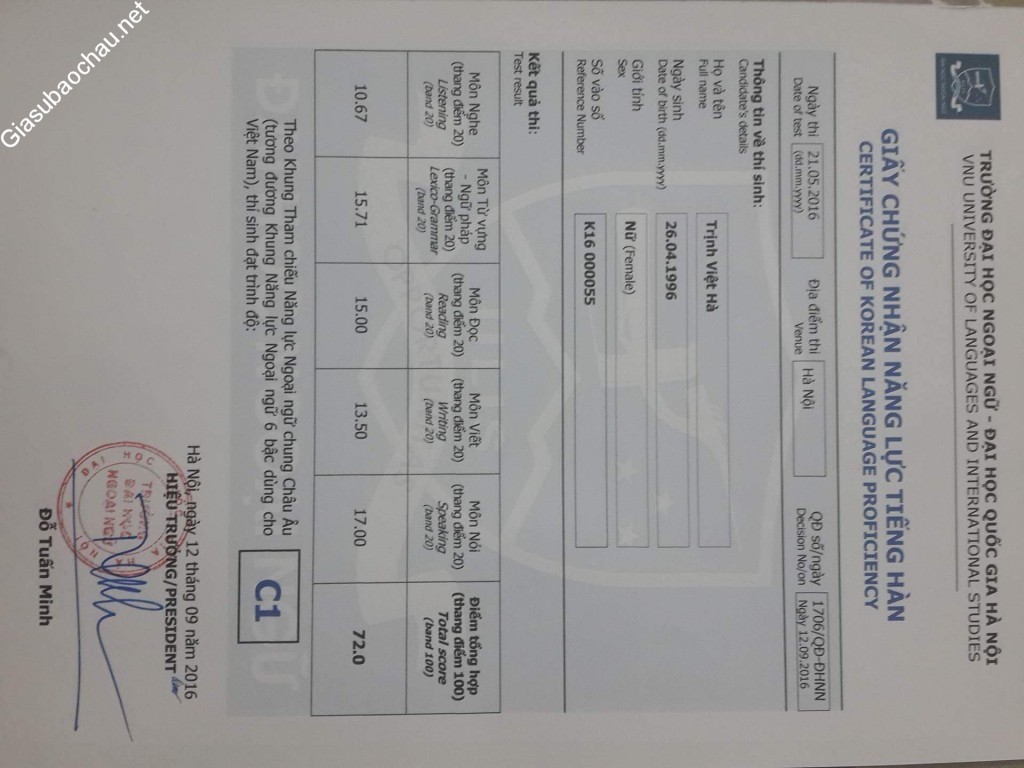 Giasubaochau.net
TRƯỜNG ĐẠI HỌC NGOẠI NGỮ - ĐẠI HỌC QUỐC GIA HÀ NỘI
VNU UNIVERSITY OF LANGUAGES AND INTERNATIONAL STUDIES
GIẤY CHỨNG NHẬN NĂNG LỰC TIẾNG HÀN
CERTIFICATE OF KOREAN LANGUAGE PROFICIENCY
Ngày thi 21.05.2016 Địa điểm thi Hà Nội QĐ số/ngày 1706/QĐ-ĐHNN
Date of test (dd.mm.yyyy) Venue Decision No/on Ngày 12.09.2016
Thông tin về thí sinh:
Candidate's details
Họ và tên Trịnh Việt Hà
Full name
Ngày sinh 26.04.1996
Date of birth (dd.mm.yyyy)
Giới tính Nữ (Female)
Sex
Số vào sổ K16 000055
Reference Number
Kết quả thi:
Test result
Môn Nghe
(thang điểm 20)
Listening
(band 20)
Môn Từ vựng
- Ngữ pháp
(thang điểm 20)
Lexico-Grammar
(band 20)
Môn Đọc
(thang điểm 20)
Reading
(band 20)
Môn Viết
(thang điểm 20)
Writing
(band 20)
Môn Nói
(thang điểm 20)
Speaking
(band 20)
Điểm tổng hợp
(thang điểm 100)
Total score
(band 100)
10.67 15.71 15.00 13.50 17.00 72.0
Theo Khung Tham chiếu Năng lực Ngoại ngữ chung Châu Âu
(tương đương Khung Năng lực Ngoại ngữ 6 bậc dùng cho
Việt Nam), thí sinh đạt trình độ:
C1
Hà Nội, ngày 12 tháng 09 năm 2016
HIỆU TRƯỞNG/PRESIDENT
TRƯỜNG
ĐẠI HỌC
NGOẠI NGỮ
Đỗ Tuấn Minh